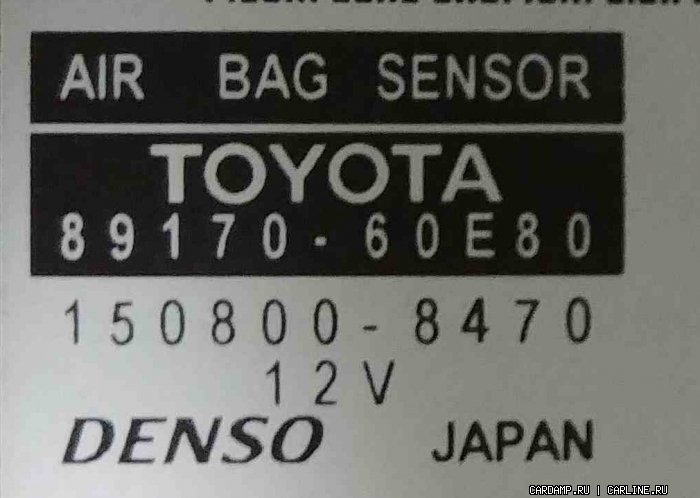 AIR BAG SENSOR
TOYOTA
89170-60E80
150800-8470
12V
DENSO JAPAN
CARDAMP.RU | CARLINE.RU